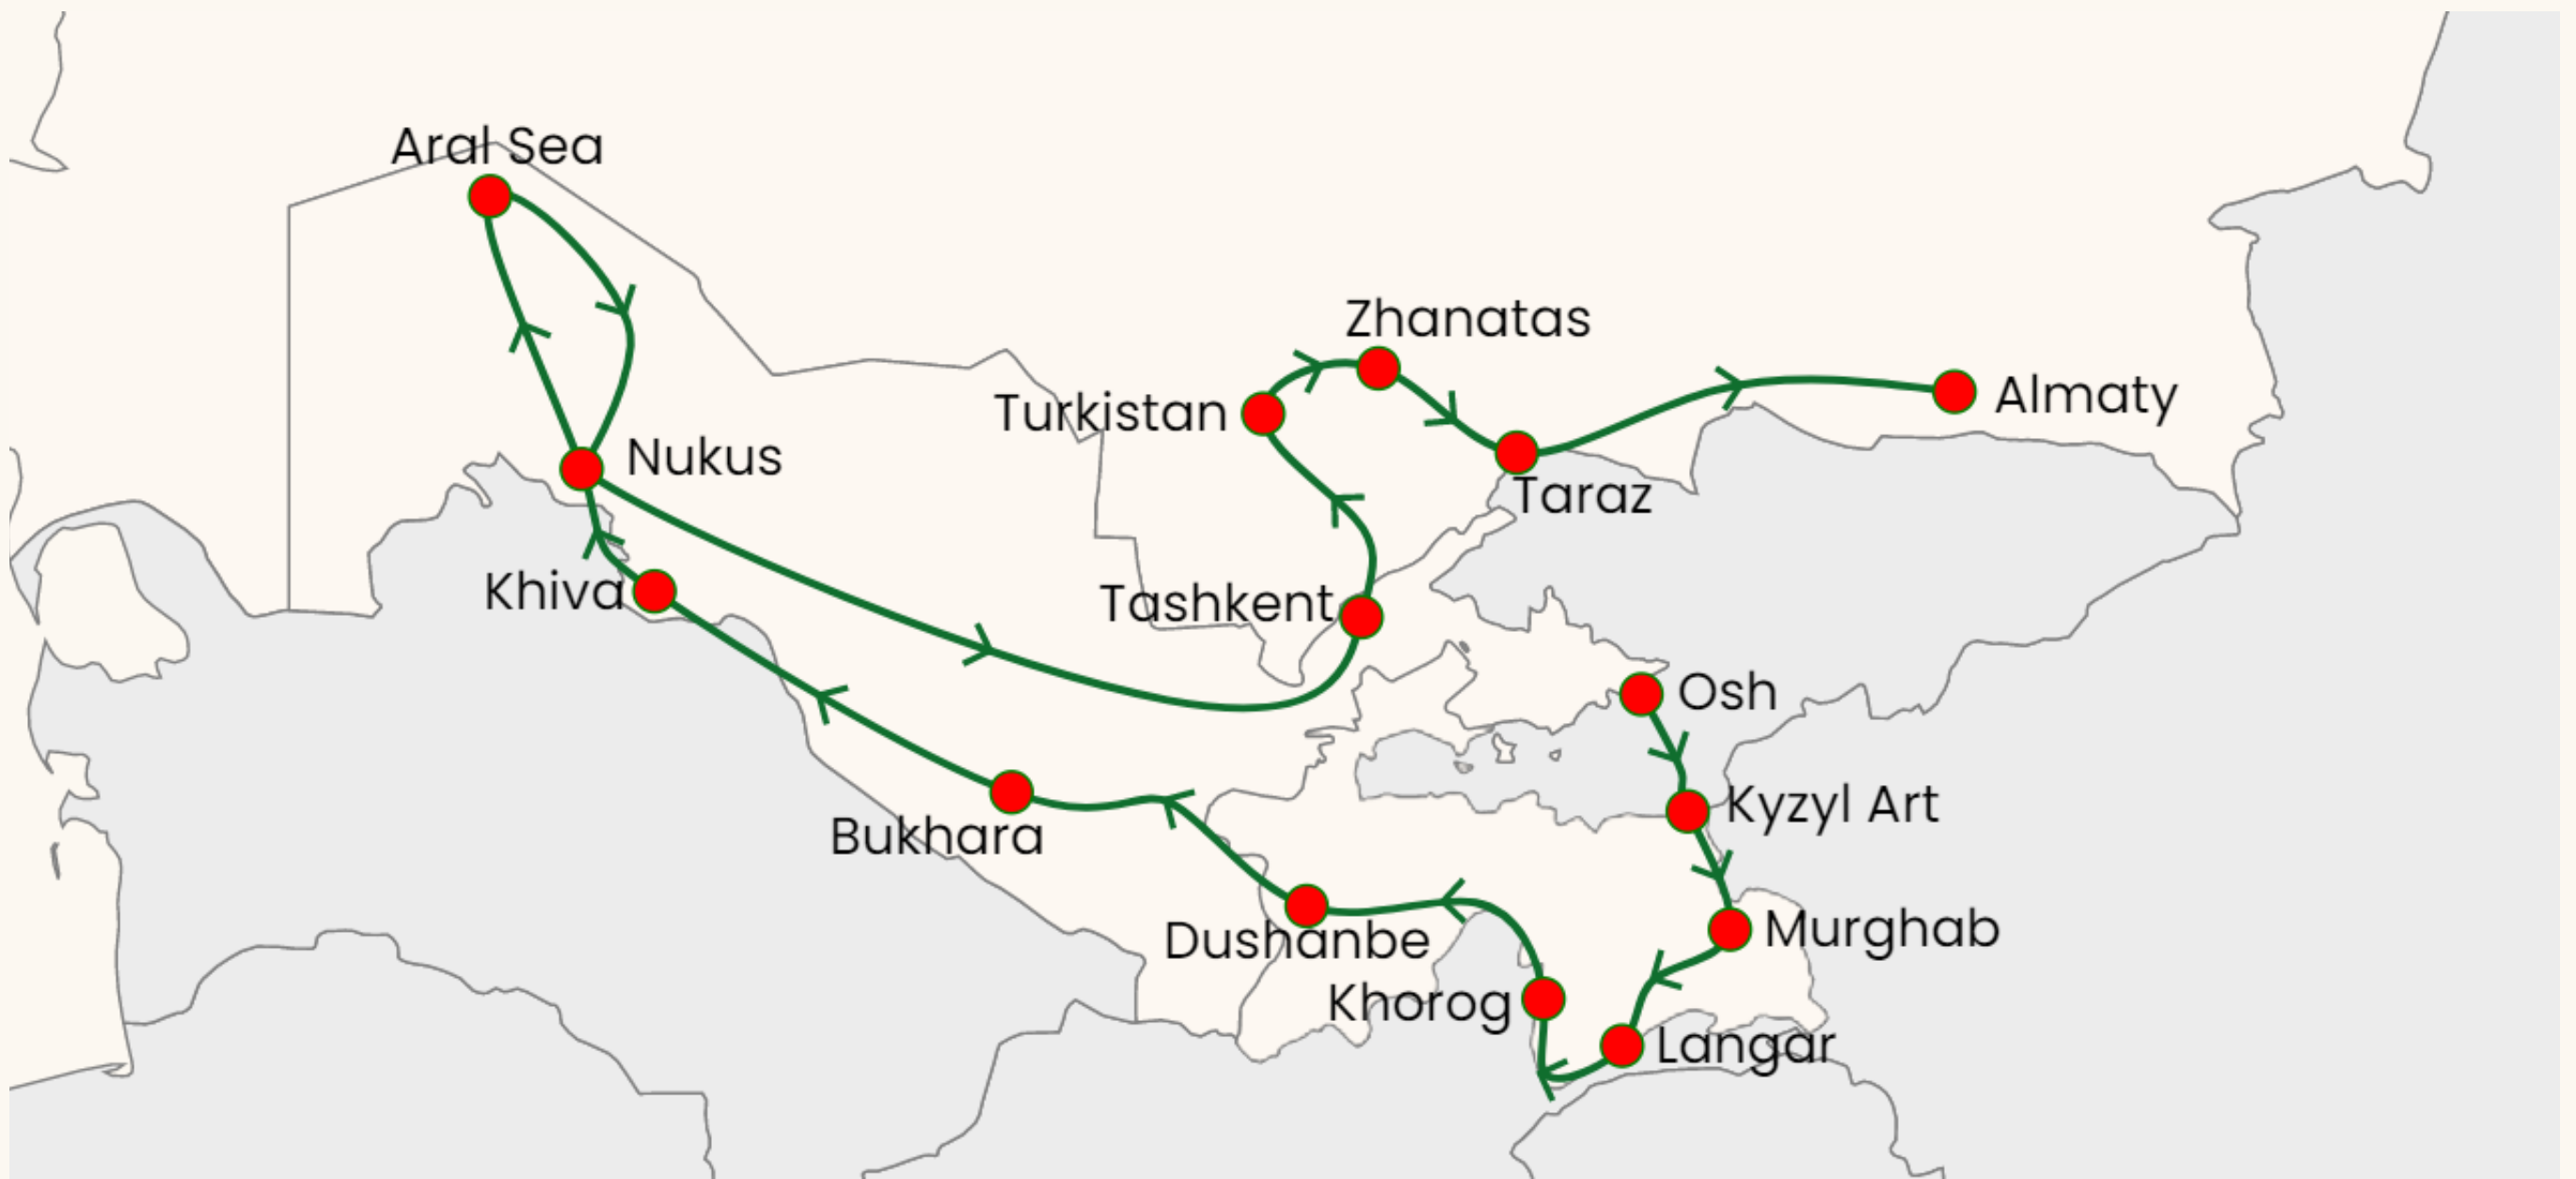 Aral Sea
Zhanatas
Turkistan
Almaty
Nukus
Taraz
Khiva
Tashkent
Osh
Kyzyl Art
Bukhara
Dushanbe
Murghab
Khorog
Langar